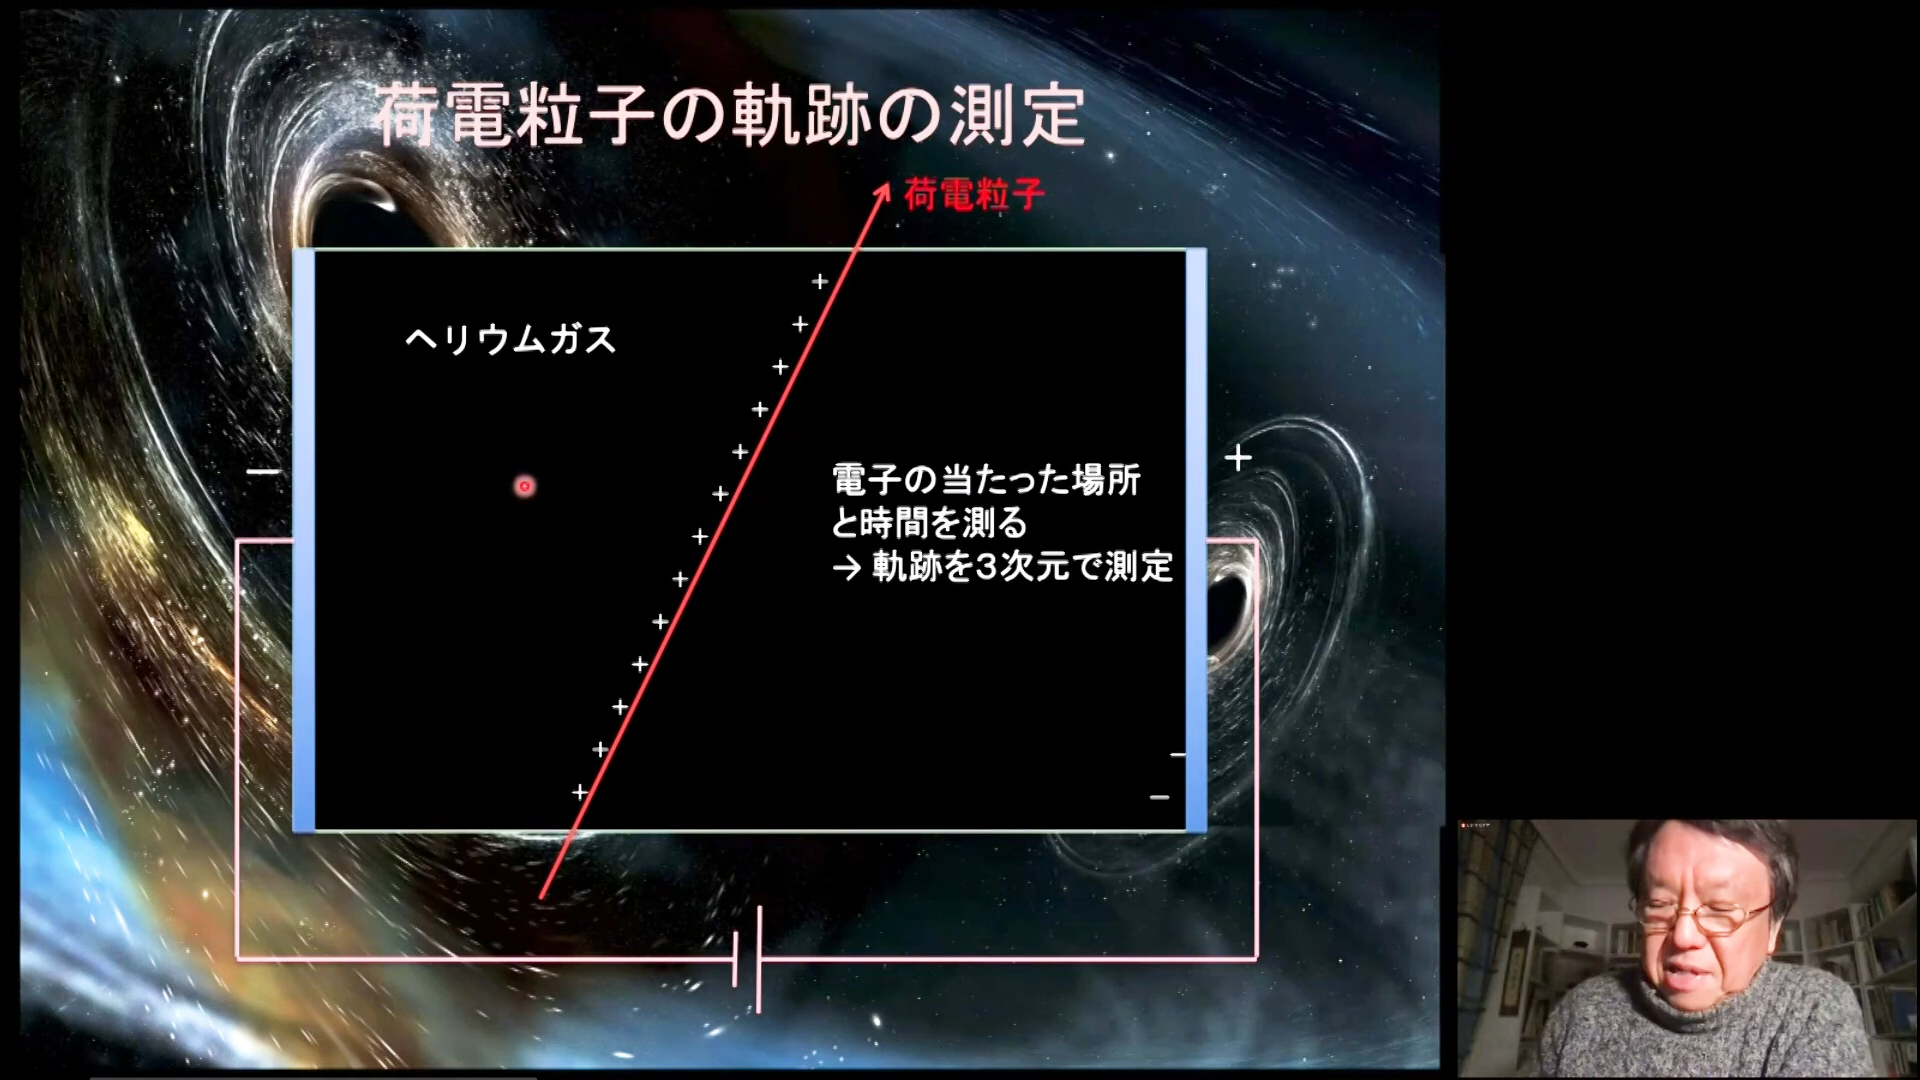 荷電粒子の軌跡の測定
荷電粒子
ヘリウムガス
電子の当たった場所
と時間を測る
→ 軌跡を3次元で測定